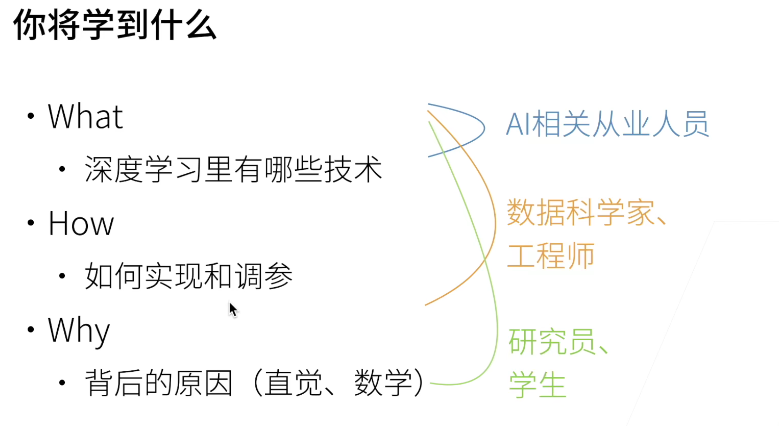 你将学到什么
• What
• 深度学习里有哪些技术
• How
• 如何实现和调参
• Why
• 背后的原因（直觉、数学）
AI相关从业人员
数据科学家、
工程师
研究员、
学生